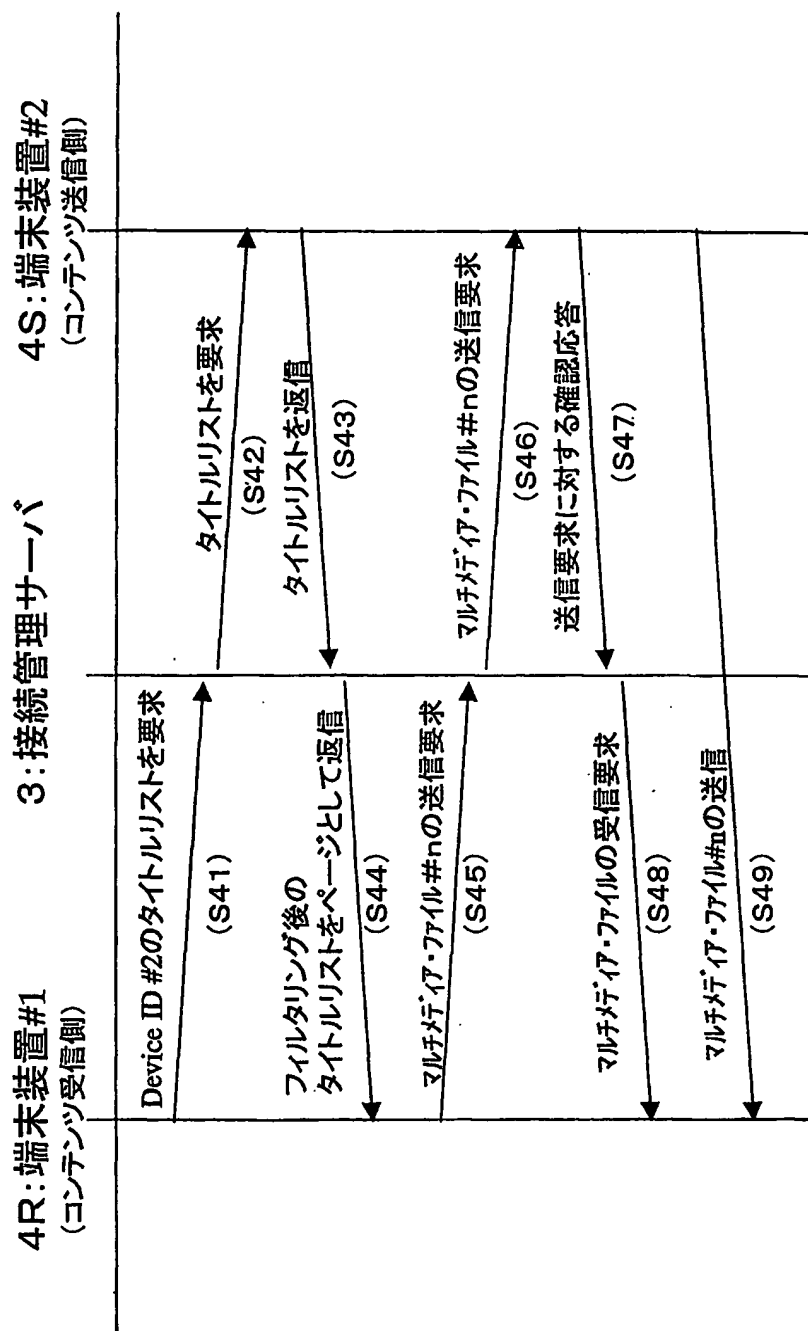 4R:端末装置#1
(コンテンツ受信側)
3:接続管理サーバ
4S:端末装置#2
(コンテンツ送信側)
Device ID #2のタイトルリストを要求
(S41)
タイトルリストを要求
(S42)
タイトルリストを返信
(S43)
フィルタリング後の
タイトルリストをページとして返信
(S44)
マルチメディア・ファイル#nの送信要求
(S45)
マルチメディア・ファイル#nの送信要求
(S46)
送信要求に対する確認応答
(S47)
マルチメディア・ファイルの受信要求
(S48)
マルチメディア・ファイル#nの送信
(S49)